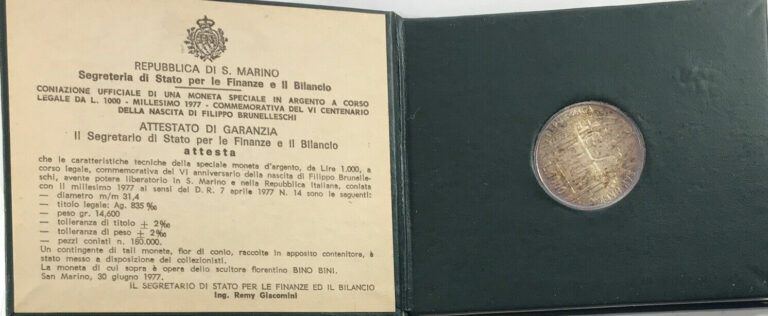 REPUBBLICA DI S. MARINO
Segreteria di Stato per le Finanze e il Bilancio
CONIAZIONE UFFICIALE DI UNA MONETA SPECIALE IN ARGENTO A CORSO
LEGALE DA L. 1000 - MILLESIMO 1977 - COMMEMORATIVA DEL VI CENTENARIO
DELLA NASCITA DI FILIPPO BRUNELLESCHI
ATTESTATO DI GARANZIA
Il Segretario di Stato per le Finanze e il Bilancio
attesta
che le caratteristiche tecniche della speciale moneta d'argento, da Lire 1.000, a
corso legale, commemorativa del VI anniversario della nascita di Filippo Brunelle-
schi, avente potere liberatorio in S. Marino e nella Repubblica Italiana, coniata
con il millesimo 1977 ai sensi del D. R. 7 aprile 1977 N. 14 sono le seguenti:
— diametro m/m 31,4
— titolo legale: Ag. 835 ‰
— peso gr. 14,600
— tolleranza di titolo ± 2‰
— tolleranza di peso ± 2‰
— pezzi coniati n. 180.000.
Un contingente di tali monete, fior di conio, raccolte in apposito contenitore, è
stato messo a disposizione dei collezionisti.
La moneta di cui sopra è opera dello scultore fiorentino BINO BINI.
San Marino, 30 giugno 1977.
IL SEGRETARIO DI STATO PER LE FINANZE ED IL BILANCIO
Ing. Remy Giacomini